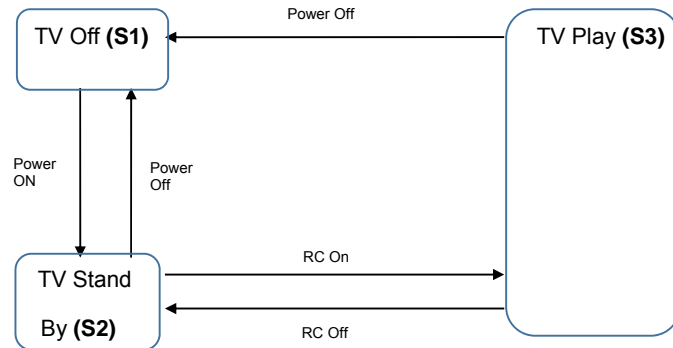 Power Off
TV Off (S1)
TV Play (S3)
Power
ON
Power
Off
TV Stand
By (S2)
RC On
RC Off